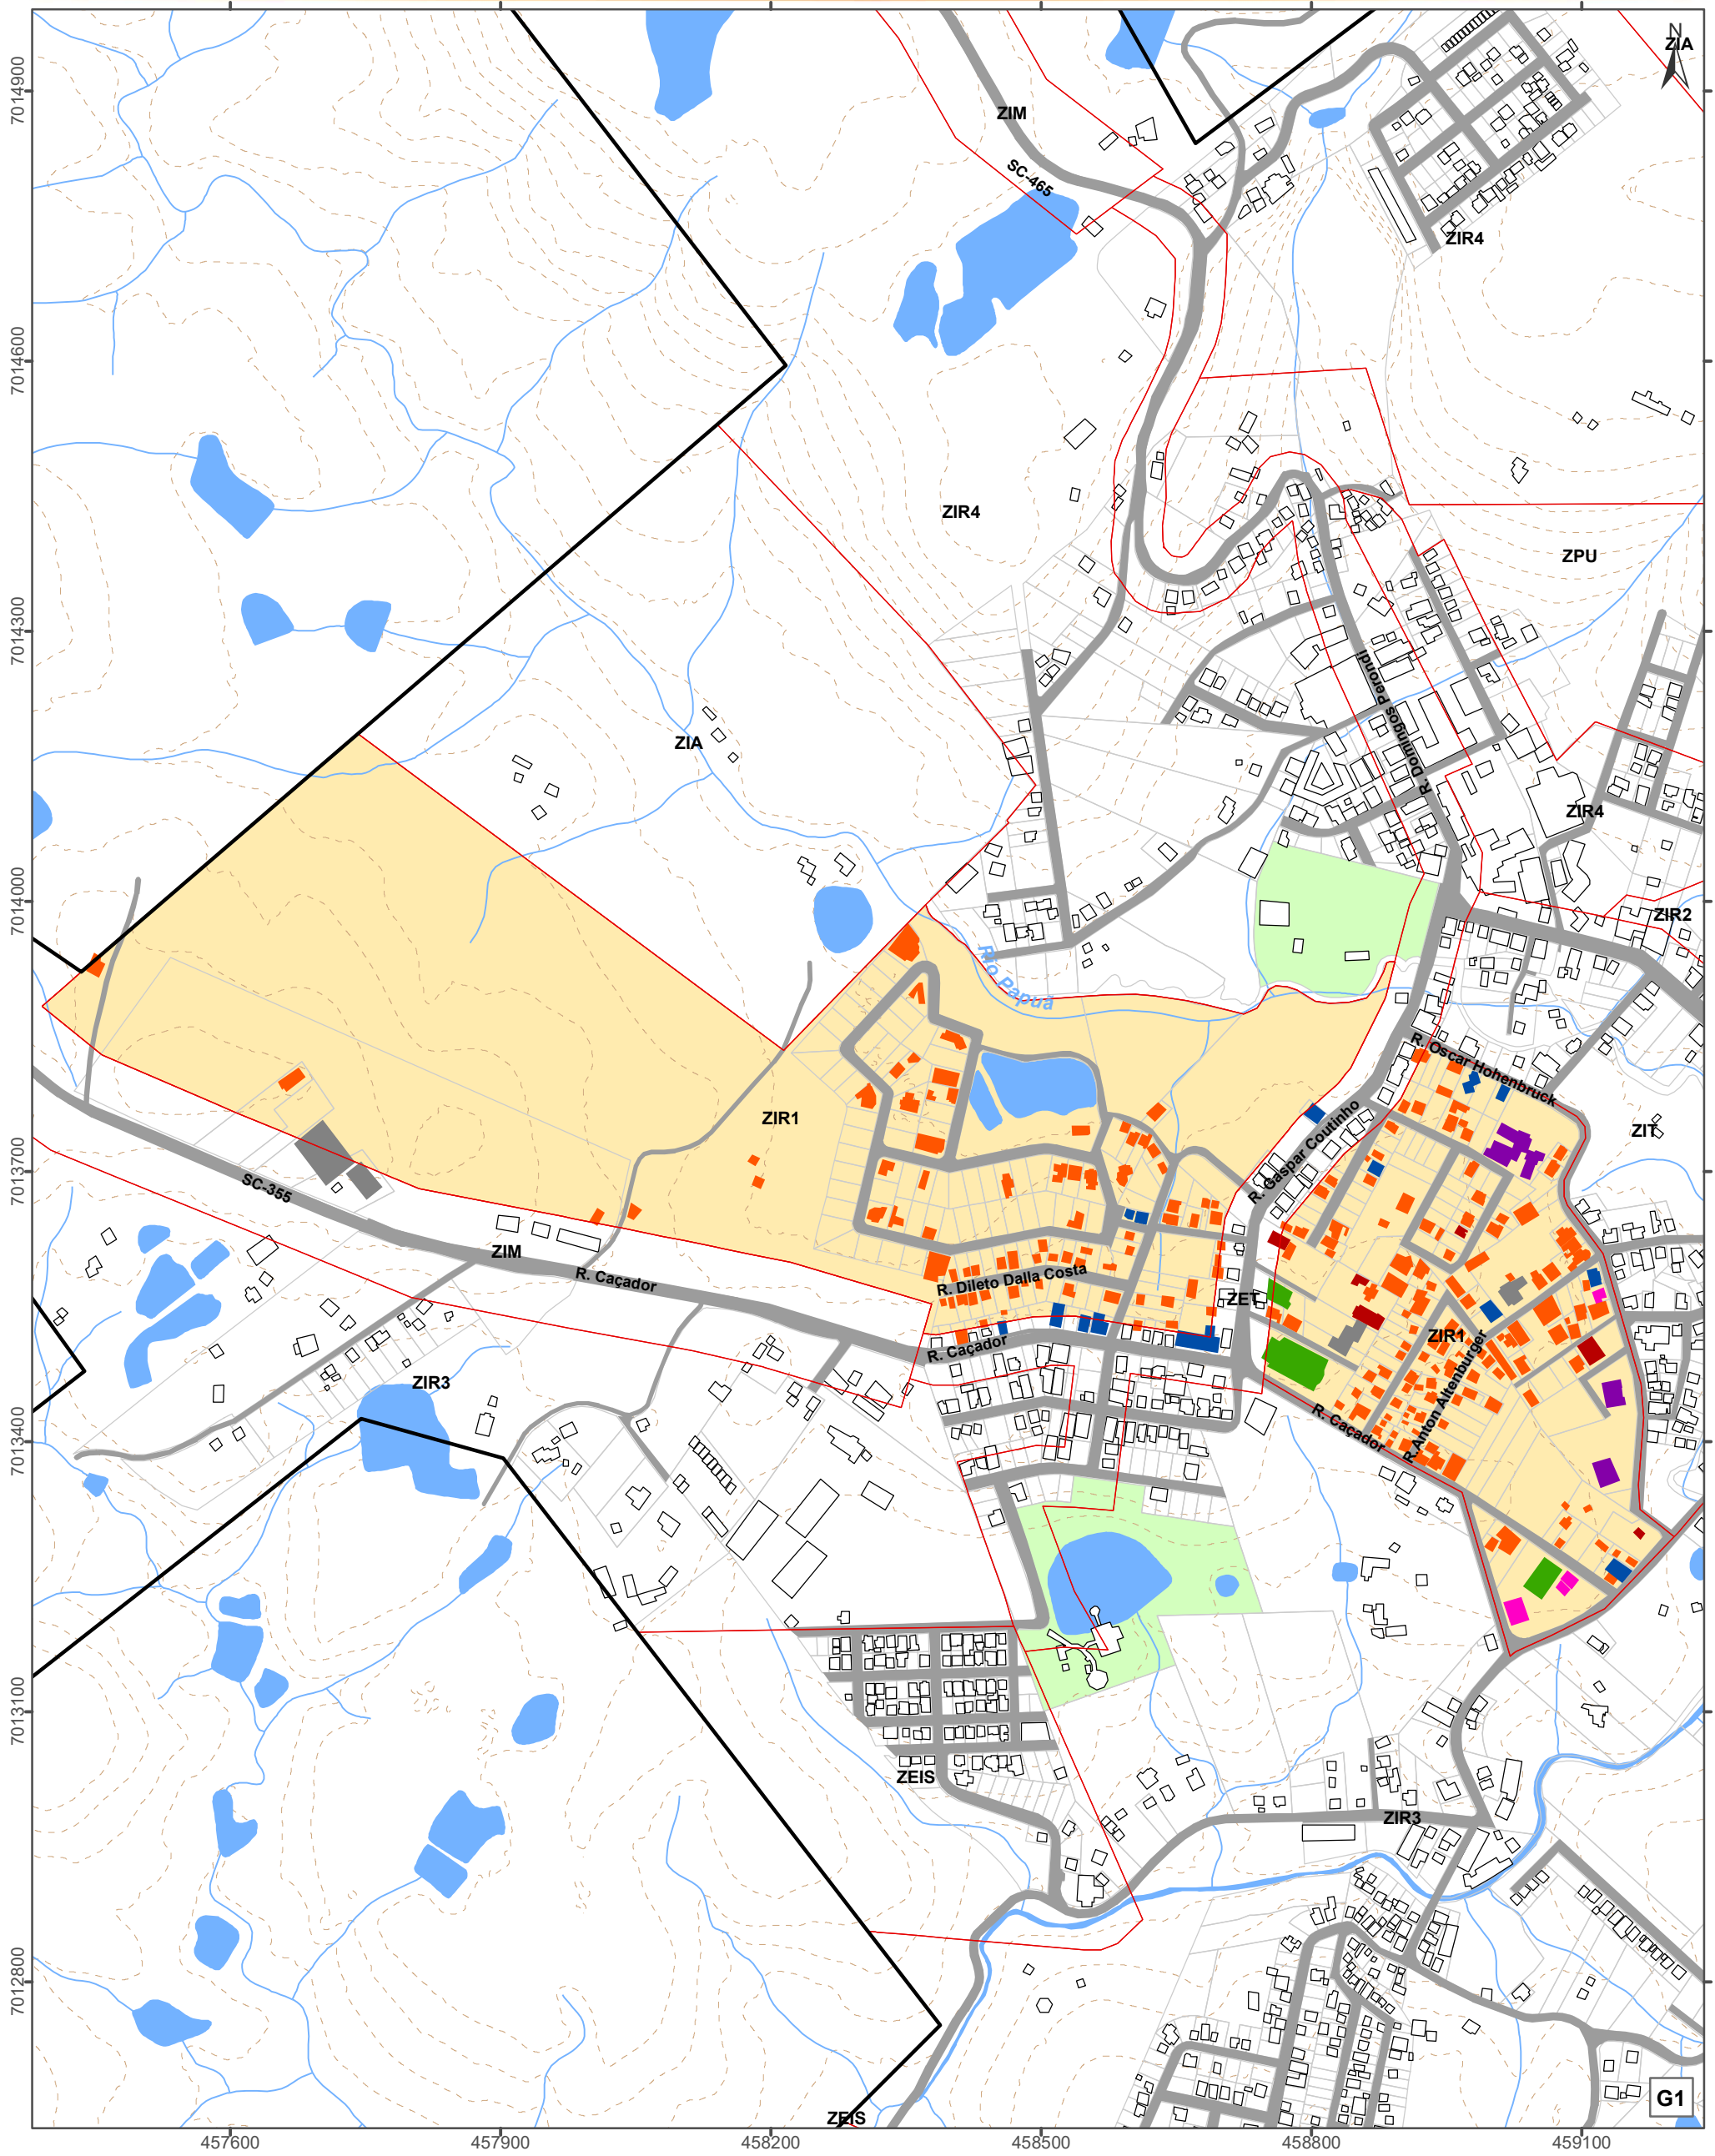 N
ZIA
7014900
ZIM
SC-465
ZIR4
7014600
ZIR4
ZPU
7014300
R. Domingos Perondi
ZIA
ZIR4
7014000
ZIR2
Rio Papuã
R. Oscar Hohenbruck
ZIR1
R. Gaspar Coutinho
ZIT
7013700
SC-355
ZIM
R. Caçador
R. Dileto Dalla Costa
ZET
R. Caçador
ZIR1
R.Anton Altenburger
ZIR3
R. Caçador
7013400
7013100
ZEIS
ZIR3
7012800
G1
ZEIS
457600
457900
458200
458500
458800
459100